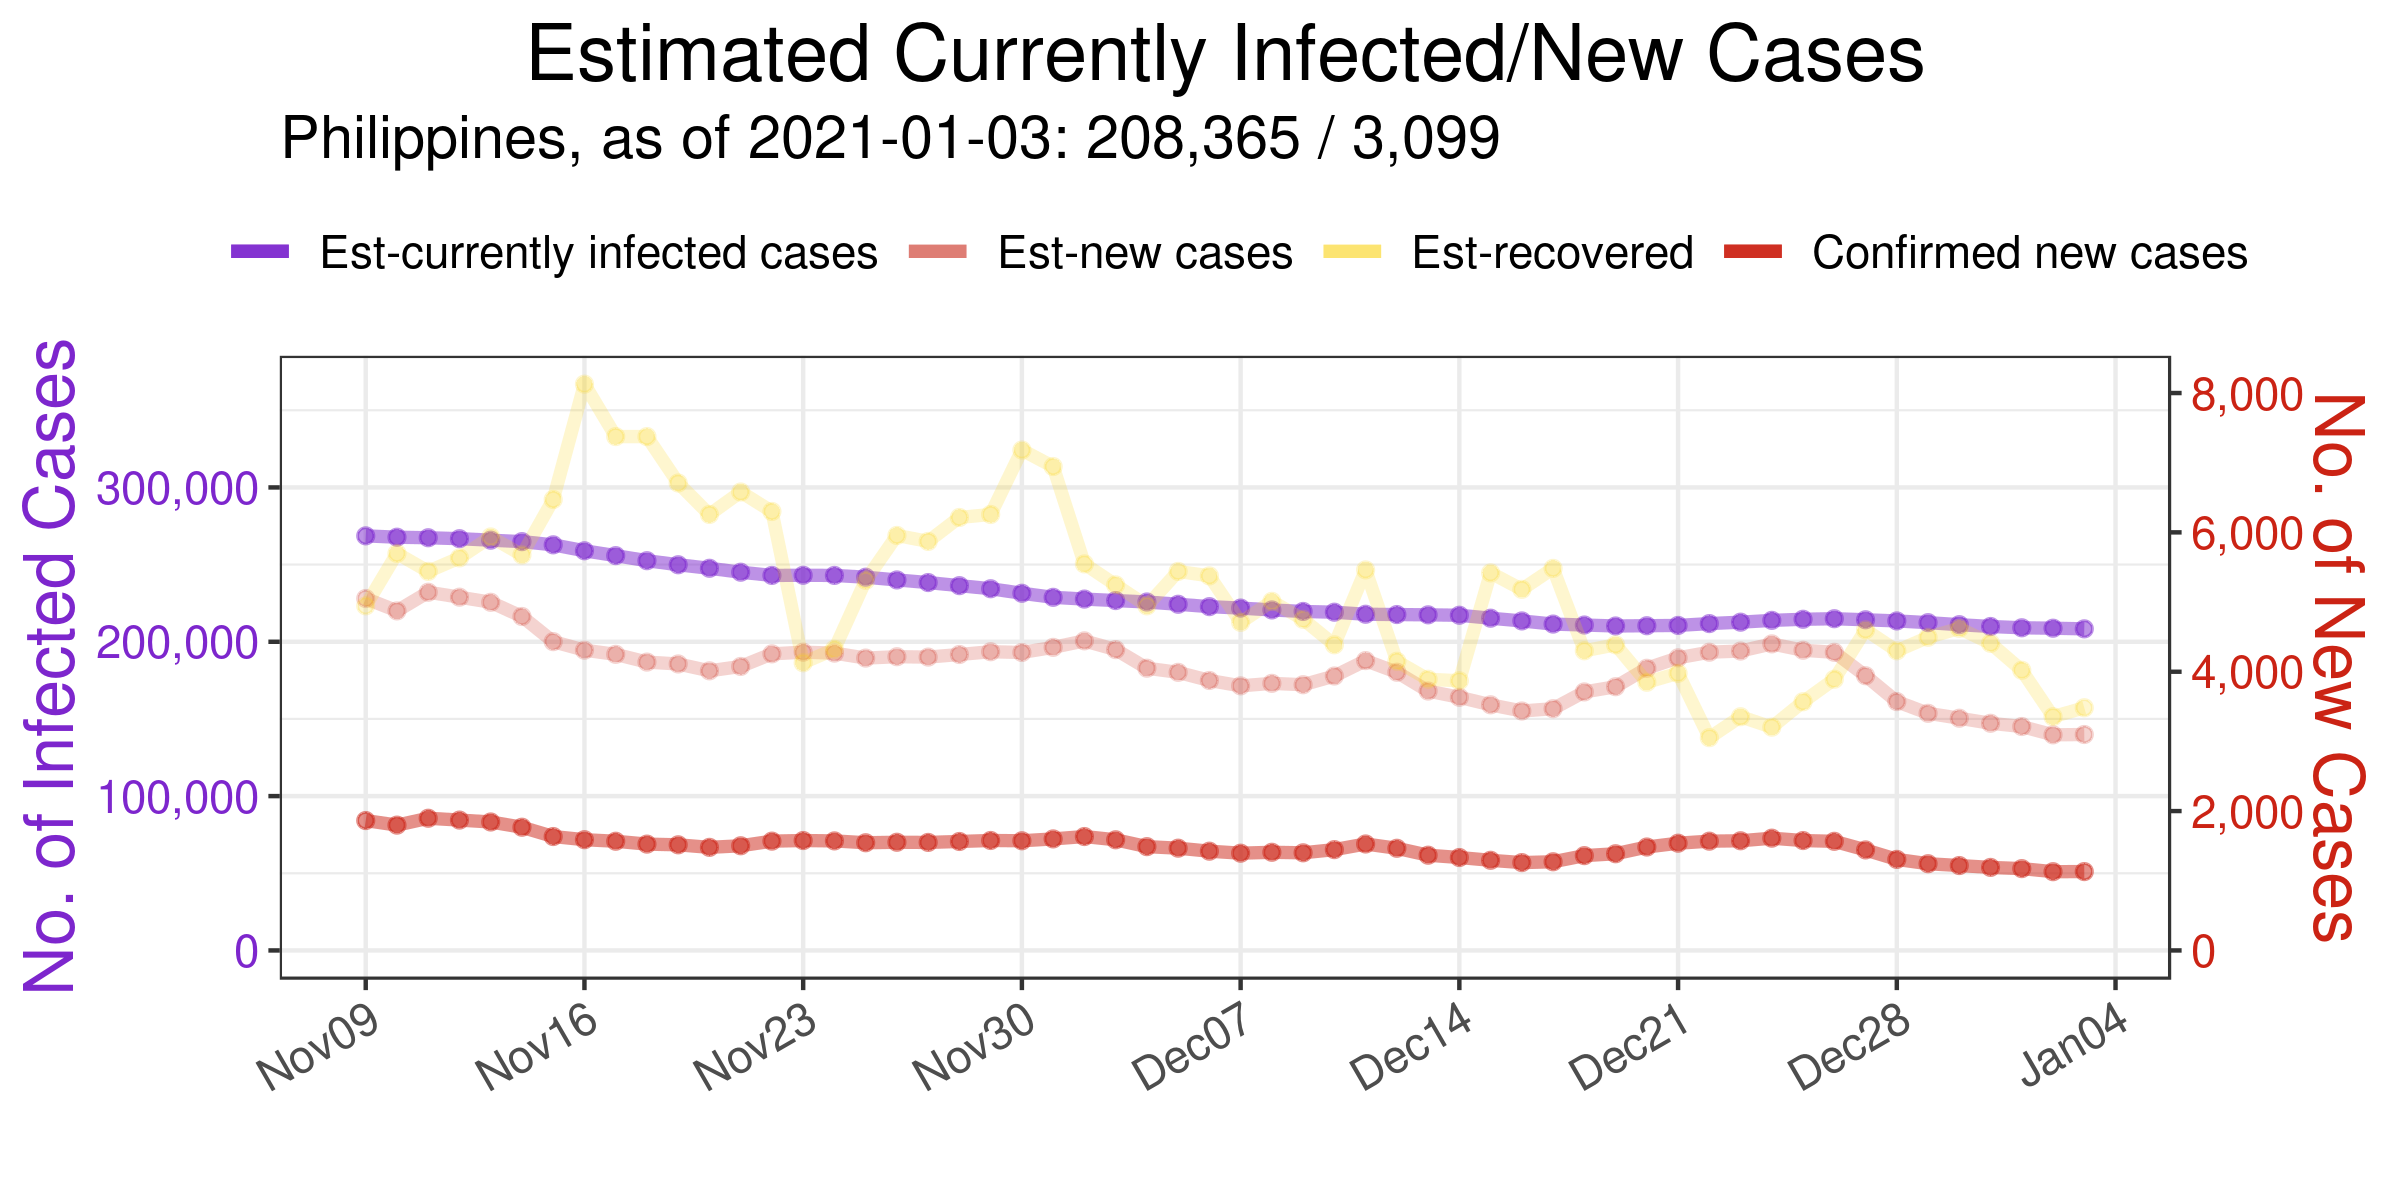 Estimated Currently Infected/New Cases
Philippines, as of 2021-01-03: 208,365 / 3,099
Est-currently infected cases Est-new cases Est-recovered Confirmed new cases
No. of Infected Cases
300,000
200,000
100,000
0
8,000
6,000
4,000
2,000
0
No. of New Cases
Nov09 Nov16 Nov23 Nov30 Dec07 Dec14 Dec21 Dec28 Jan04